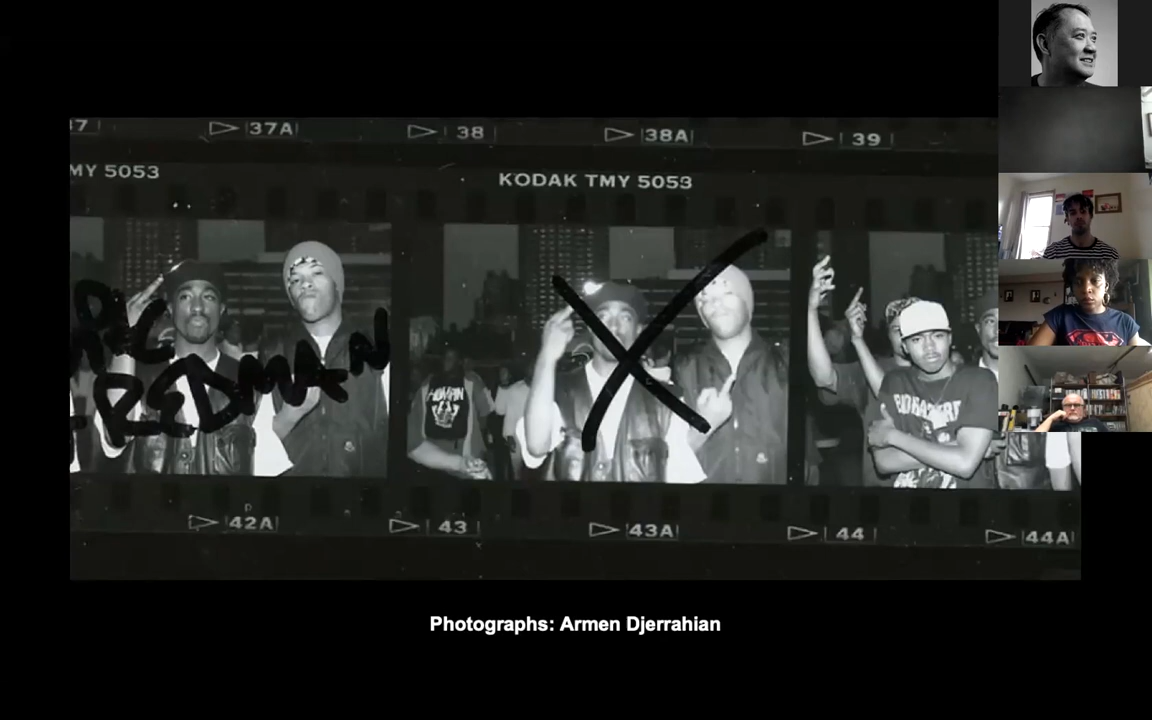 7
37A
38
38A
39
MY 5053
KODAK TMY 5053
REDMAN
HUMAN
42A
43
43A
44
44A
Photographs: Armen Djerrahian